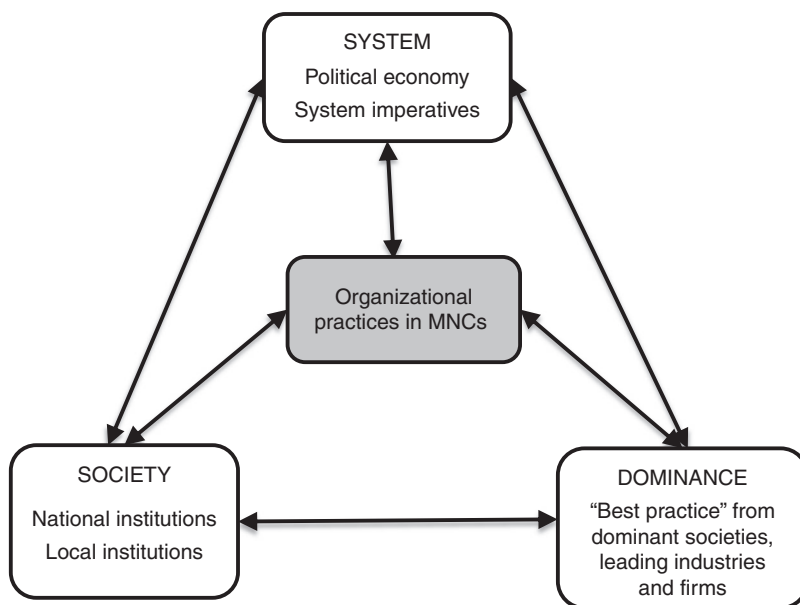 SYSTEM
Political economy
System imperatives
Organizational
practices in MNCs
SOCIETY
National institutions
Local institutions
DOMINANCE
“Best practice” from
dominant societies,
leading industries
and firms